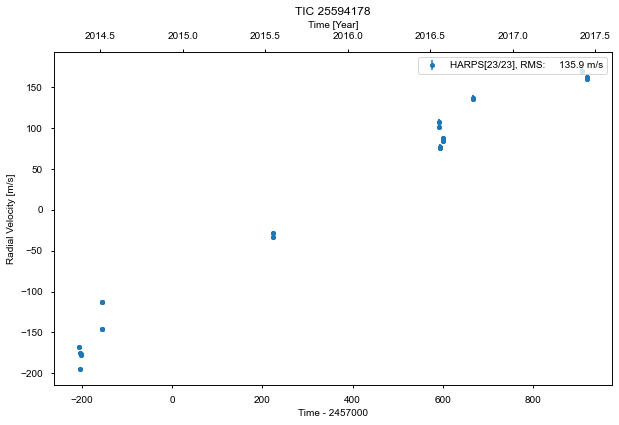 TIC 25594178
Time [Year]
2014.5 2015.0 2015.5 2016.0 2016.5 2017.0 2017.5
HARPS[23/23], RMS: 135.9 m/s
Radial Velocity [m/s]
150
100
50
0
−50
−100
−150
−200
−200 0 200 400 600 800
Time - 2457000